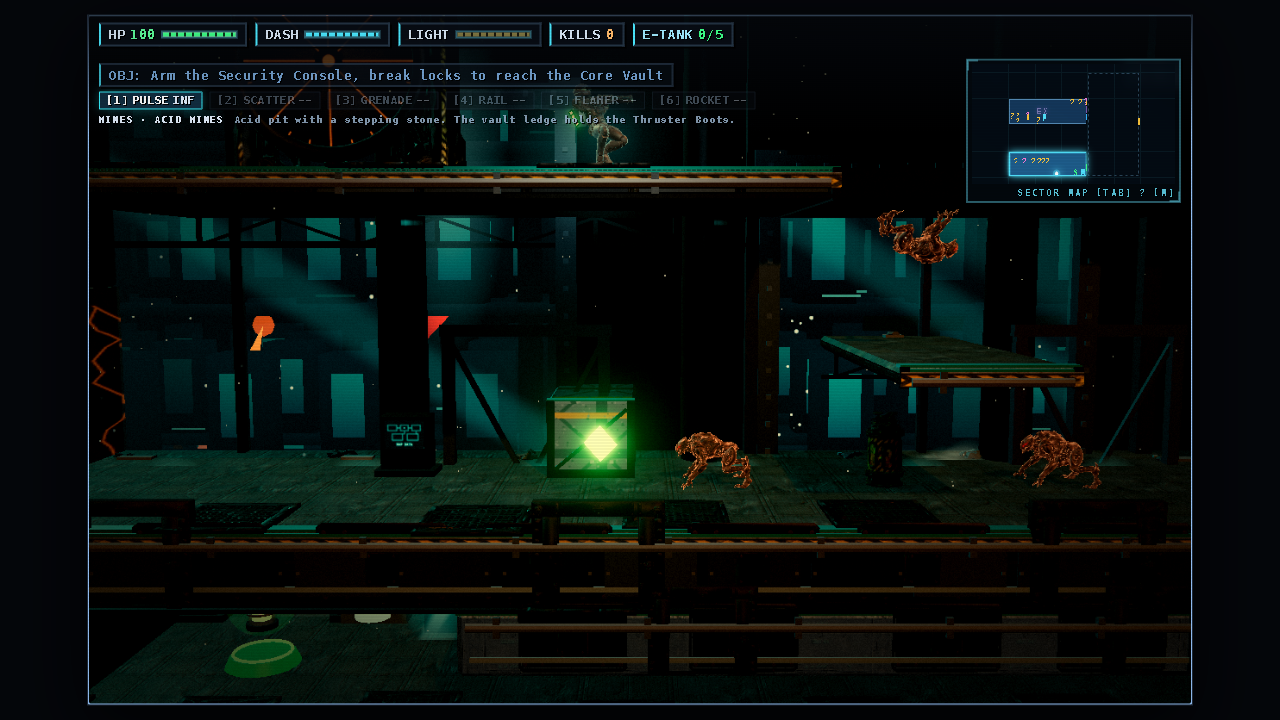 HP 100 DASH LIGHT KILLS 0 E-TANK 0/5
OBJ: Arm the Security Console, break locks to reach the Core Vault
[1] PULSE INF [2] SCATTER -- [3] GRENADE -- [4] RAIL -- [5] FLAMER -- [6] ROCKET --
MINES · ACID MINES Acid pit with a stepping stone. The vault ledge holds the Thruster Boots.
SECTOR MAP [TAB] ? [M]